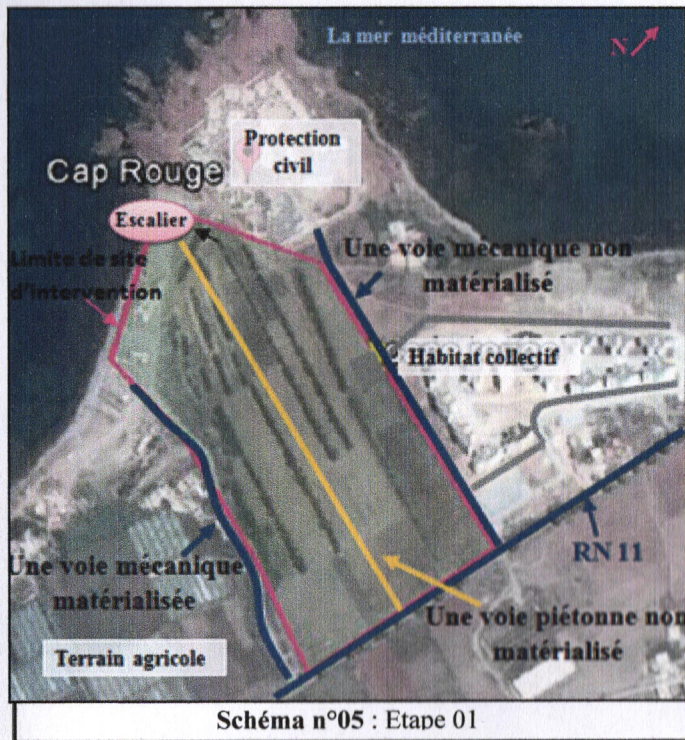 La mer méditerranée
N
Protection
civil
Cap Rouge
Escalier
Limite de site
d'intervention
Une voie mécanique non
matérialisé
Habitat collectif
RN 11
Une voie mécanique
matérialisée
Une voie piétonne non
matérialisé
Terrain agricole
Schéma n°05 : Etape 01